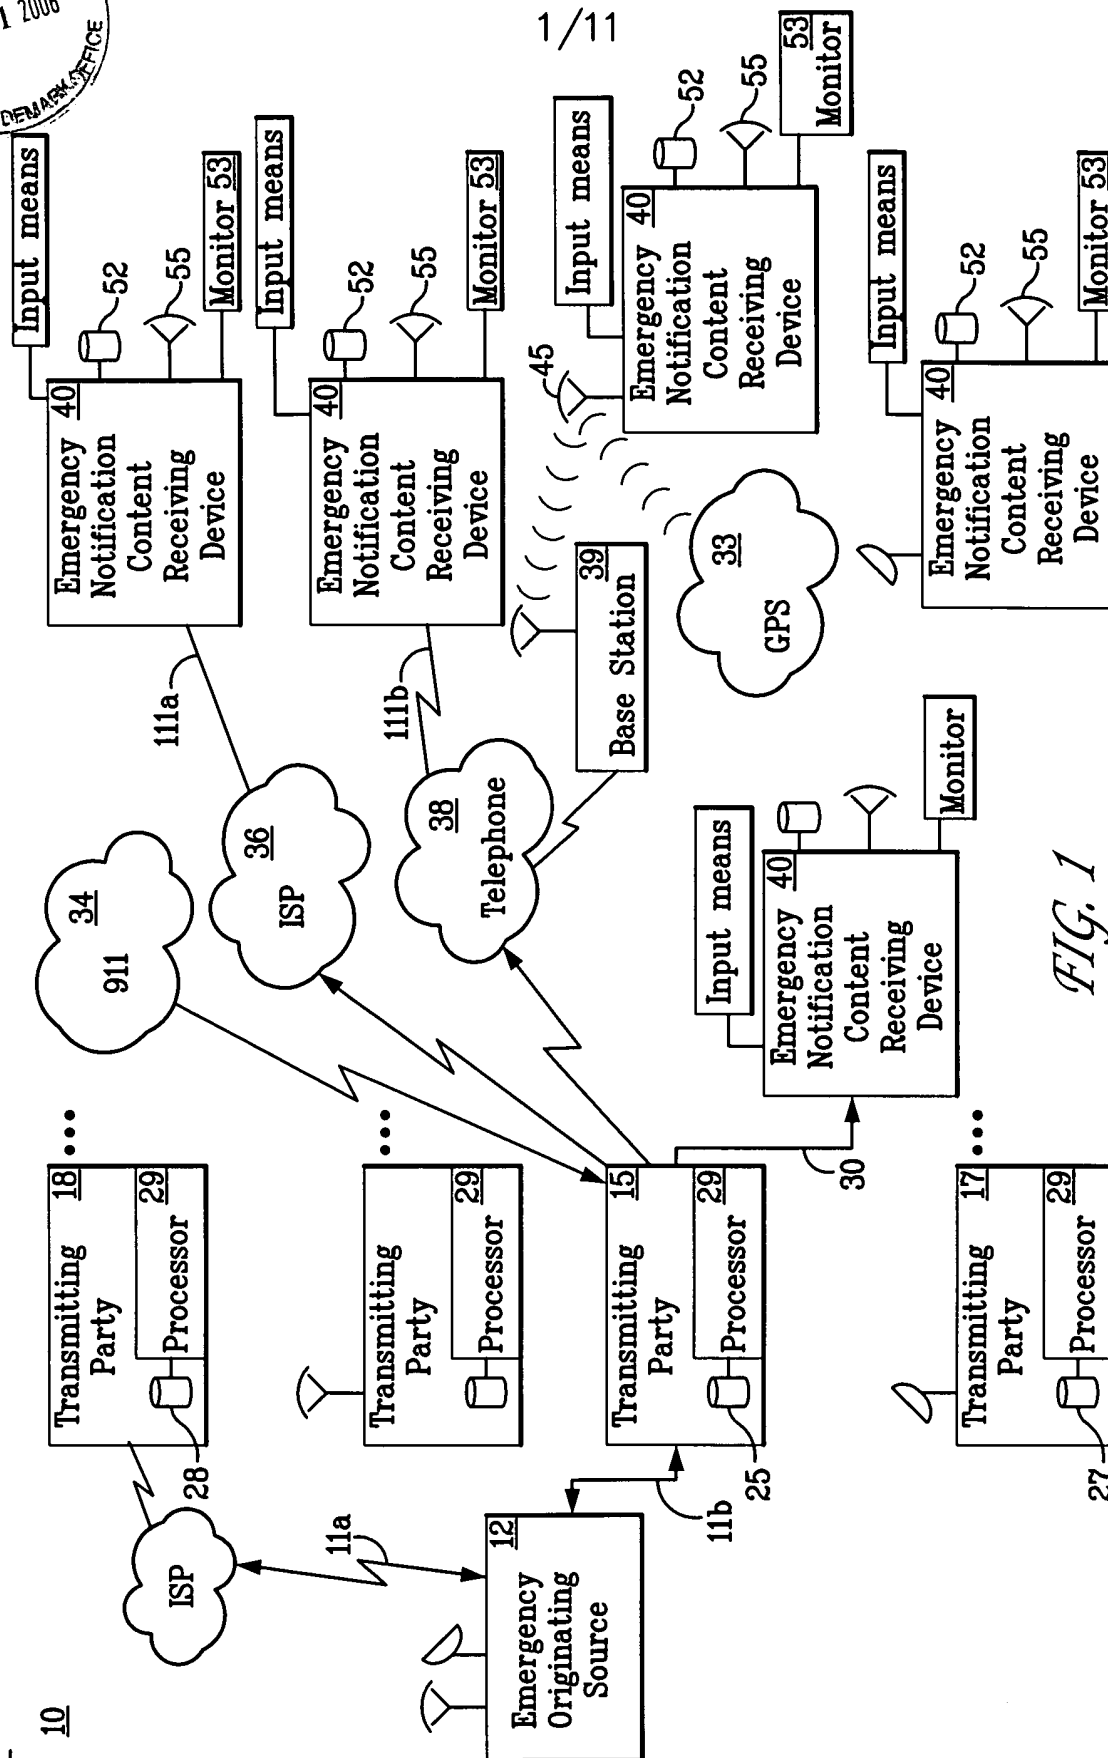 1 2006
DEMARK OFFICE
1/11
10
Emergency
Originating
Source
12
ISP
11a
11b
Transmitting
Party
18
Processor
29
28
...
Transmitting
Party
Processor
29
...
Transmitting
Party
15
Processor
29
25
Transmitting
Party
17
Processor
29
27
...
911
34
ISP
36
Telephone
38
Base Station
39
GPS
33
30
111a
111b
Input means
Emergency
Notification
Content
Receiving
Device
40
52
55
Monitor 53
Input means
Emergency
Notification
Content
Receiving
Device
40
52
55
Monitor 53
Input means
45
Emergency
Notification
Content
Receiving
Device
40
52
55
Monitor
53
Input means
Emergency
Notification
Content
Receiving
Device
40
52
55
Monitor 53
Input means
Emergency
Notification
Content
Receiving
Device
40
Monitor
FIG. 1